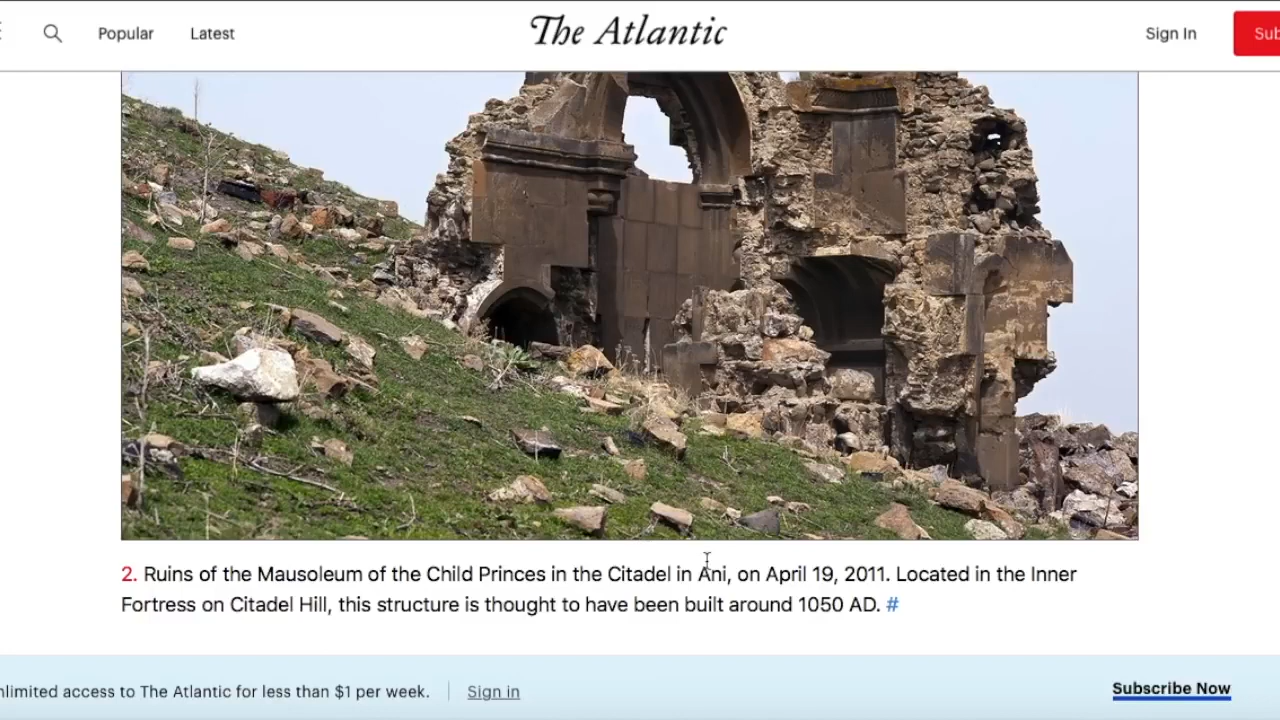 Popular
Latest
The Atlantic
Sign In
2. Ruins of the Mausoleum of the Child Princes in the Citadel in Ani, on April 19, 2011. Located in the Inner
Fortress on Citadel Hill, this structure is thought to have been built around 1050 AD. #
access to The Atlantic for less than $1 per week.
Sign in
Subscribe Now